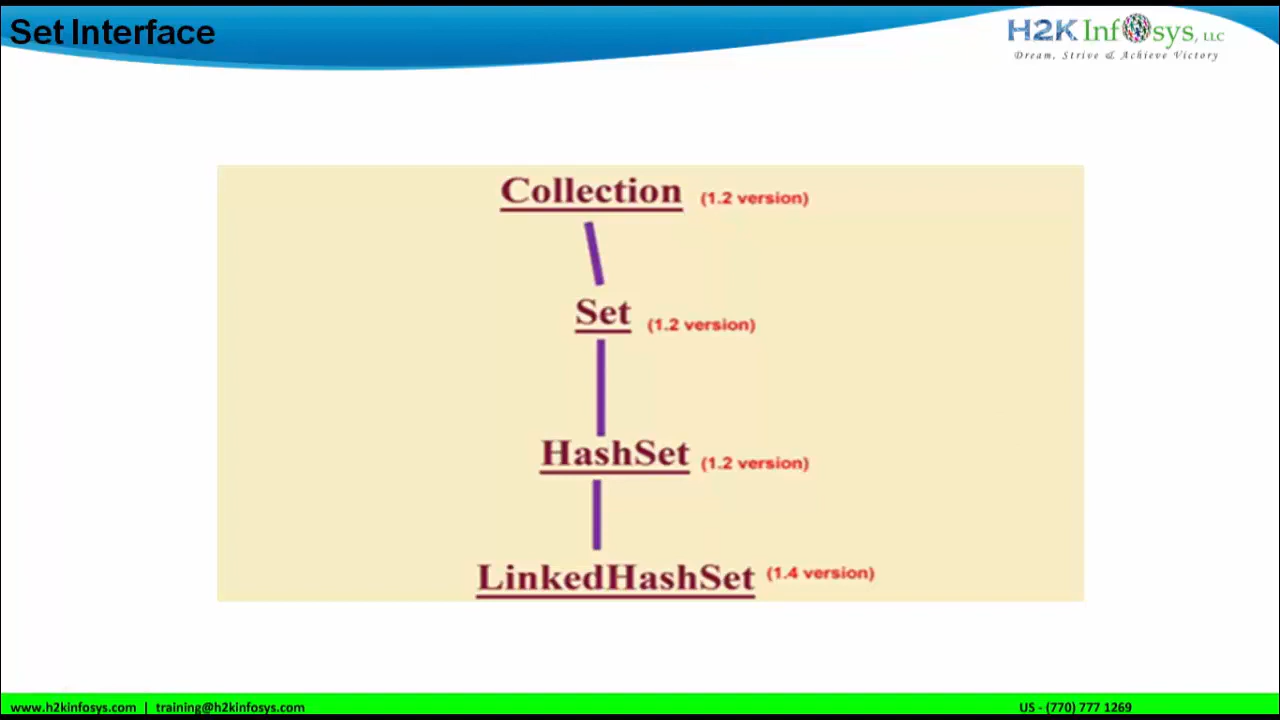 Set Interface
H2K Infosys, LLC
Dream, Strive & Achieve Victory
Collection (1.2 version)
Set (1.2 version)
HashSet (1.2 version)
LinkedHashSet (1.4 version)
www.h2kinfosys.com | training@h2kinfosys.com US - (770) 777 1269